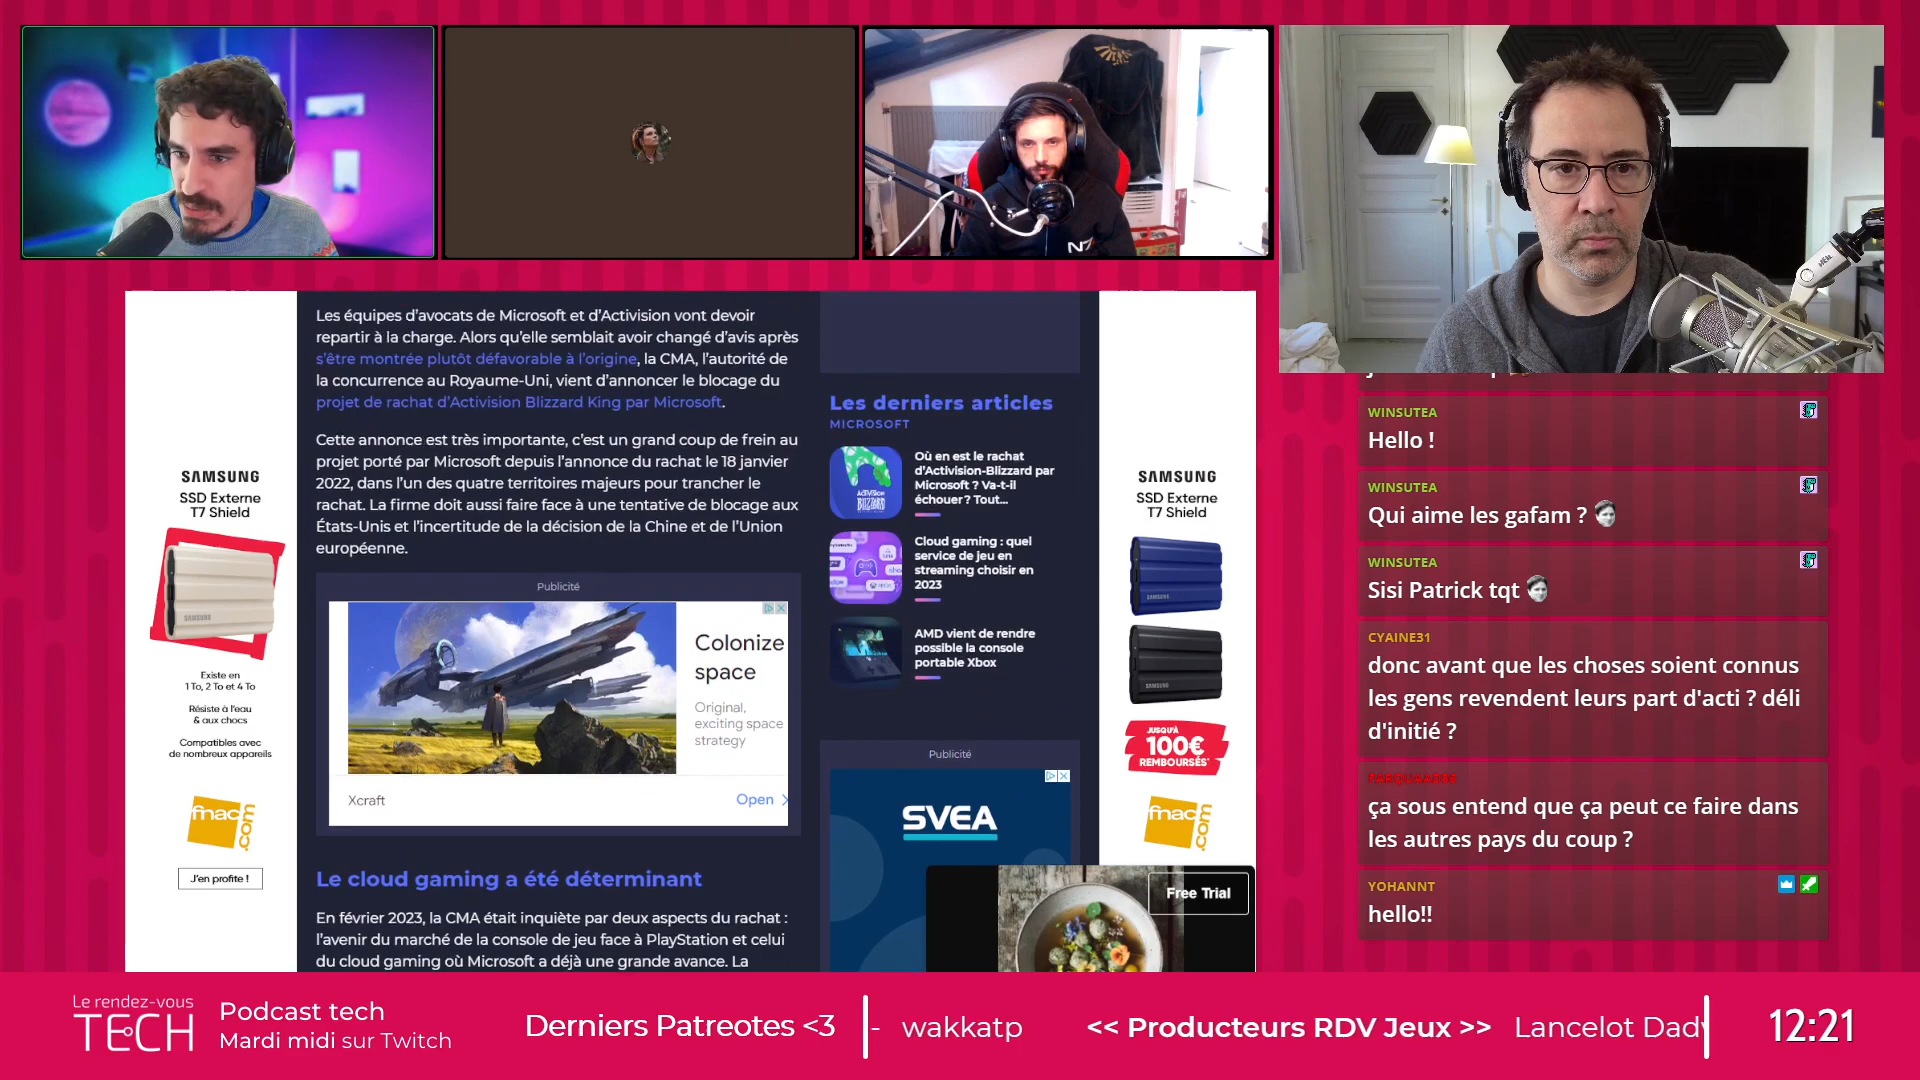 N7
Les équipes d'avocats de Microsoft et d'Activision vont devoir
repartir à la charge. Alors qu'elle semblait avoir changé d'avis après
s'être montrée plutôt défavorable à l'origine, la CMA, l'autorité de
la concurrence au Royaume-Uni, vient d'annoncer le blocage du
projet de rachat d'Activision Blizzard King par Microsoft.
Cette annonce est très importante, c'est un grand coup de frein au
projet porté par Microsoft depuis l'annonce du rachat le 18 janvier
2022, dans l'un des quatre territoires majeurs pour trancher le
rachat. La firme doit aussi faire face à une tentative de blocage aux
États-Unis et l'incertitude de la décision de la Chine et de l'Union
européenne.
Publicité
Colonize
space
Original,
exciting space
strategy
Xcraft
Open
Le cloud gaming a été déterminant
En février 2023, la CMA était inquiète par deux aspects du rachat :
l'avenir du marché de la console de jeu face à PlayStation et celui
du cloud gaming où Microsoft a déjà une grande avance. La
SAMSUNG
SSD Externe
T7 Shield
SAMSUNG
Existe en
1 To, 2 To et 4 To
Résiste à l'eau
& aux chocs
Compatibles avec
de nombreux appareils
fnac
.com
J'en profite !
Les derniers articles
MICROSOFT
ACTIVISION
BLIZZARD
Où en est le rachat
d'Activision-Blizzard par
Microsoft ? Va-t-il
échouer ? Tout...
Cloud gaming : quel
service de jeu en
streaming choisir en
2023
AMD vient de rendre
possible la console
portable Xbox
Publicité
SVEA
Free Trial
SAMSUNG
SSD Externe
T7 Shield
SAMSUNG
SAMSUNG
JUSQU'À
100€
REMBOURSÉS*
fnac
.com
WINSUTEA
Hello !
WINSUTEA
Qui aime les gafam ?
WINSUTEA
Sisi Patrick tqt
CYAINE31
donc avant que les choses soient connus
les gens revendent leurs part d'acti ? déli
d'initié ?
ça sous entend que ça peut ce faire dans
les autres pays du coup ?
YOHANNT
hello!!
Le rendez-vous
TECH
Podcast tech
Mardi midi sur Twitch
Derniers Patreotes <3
- wakkatp
<< Producteurs RDV Jeux >>
Lancelot Dad
12:21